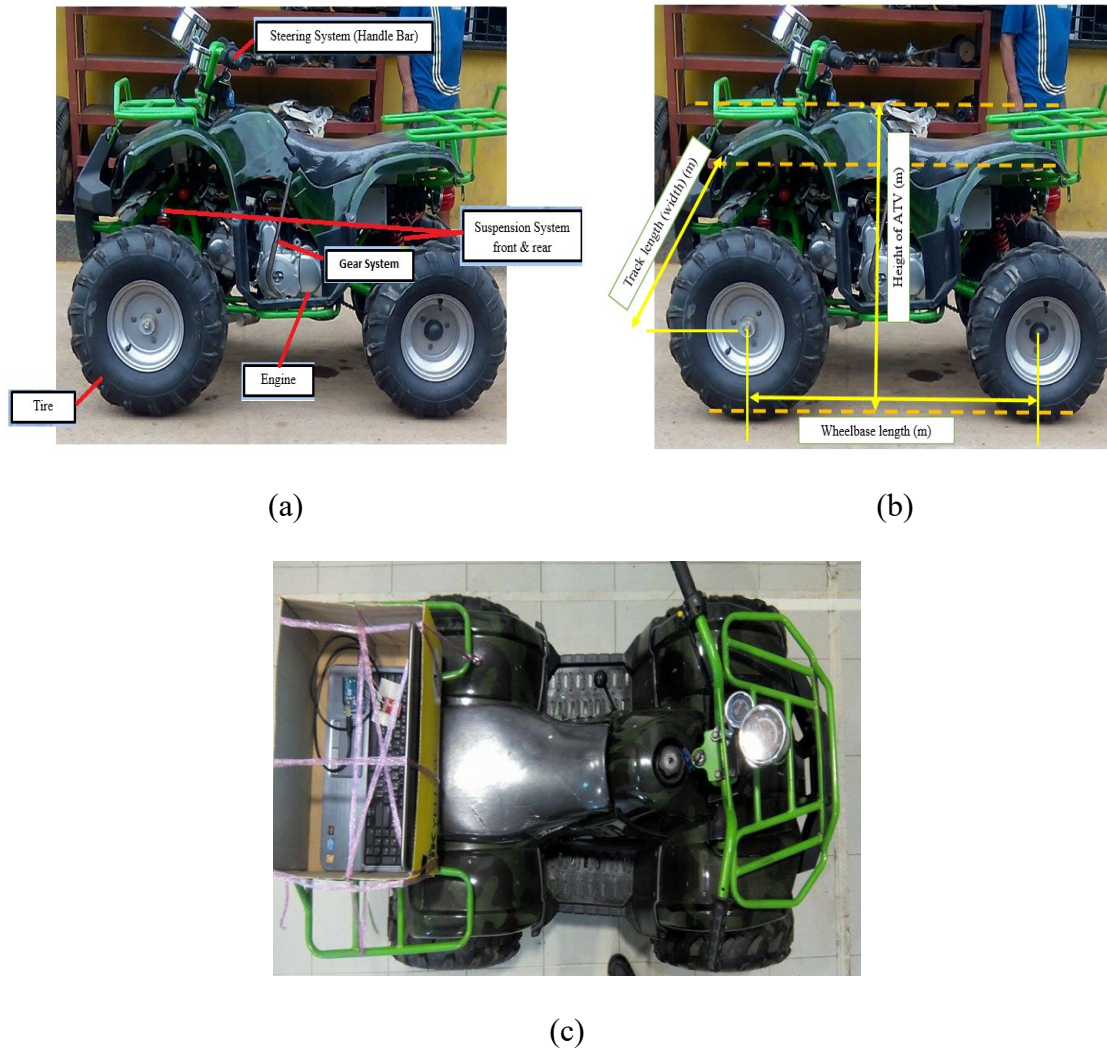 Steering System (Handle Bar)
Suspension System
front & rear
Gear System
Engine
Tire
(a)
Track length (width) (m)
Height of ATV (m)
Wheelbase length (m)
(b)
(c)